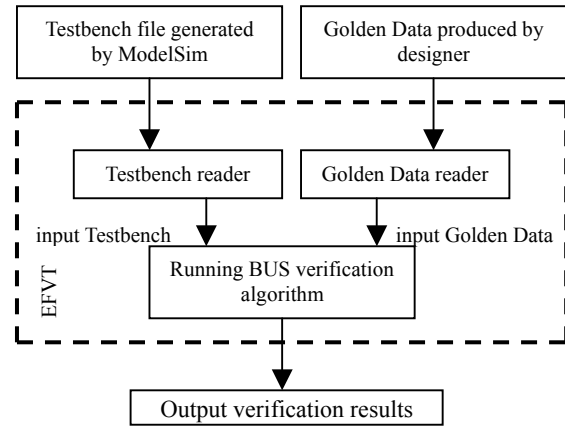 Testbench file generated
by ModelSim
Golden Data produced by
designer
Testbench reader
Golden Data reader
input Testbench
input Golden Data
Running BUS verification
algorithm
EFVT
Output verification results